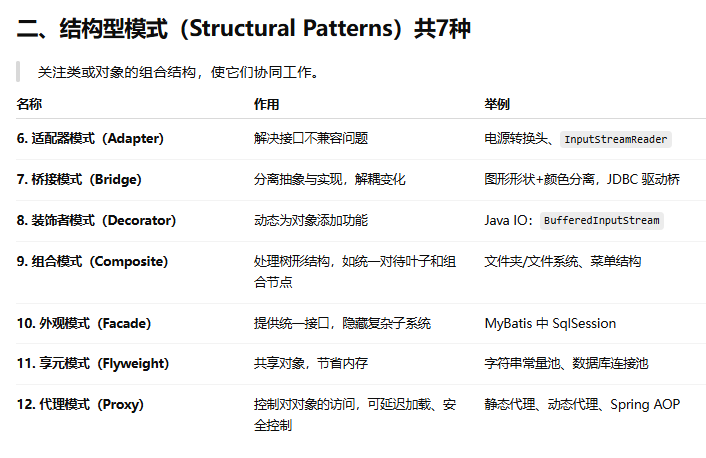 二、结构型模式（Structural Patterns）共7种
关注类或对象的组合结构，使它们协同工作。
名称 作用 举例
6. 适配器模式（Adapter） 解决接口不兼容问题 电源转换头、InputStreamReader
7. 桥接模式（Bridge） 分离抽象与实现，解耦变化 图形形状+颜色分离，JDBC 驱动桥
8. 装饰者模式（Decorator） 动态为对象添加功能 Java IO：BufferedInputStream
9. 组合模式（Composite） 处理树形结构，如统一对待叶子和组 文件夹/文件系统、菜单结构
合节点
10. 外观模式（Facade） 提供统一接口，隐藏复杂子系统 MyBatis 中 SqlSession
11. 享元模式（Flyweight） 共享对象，节省内存 字符串常量池、数据库连接池
12. 代理模式（Proxy） 控制对对象的访问，可延迟加载、安 静态代理、动态代理、Spring AOP
全控制